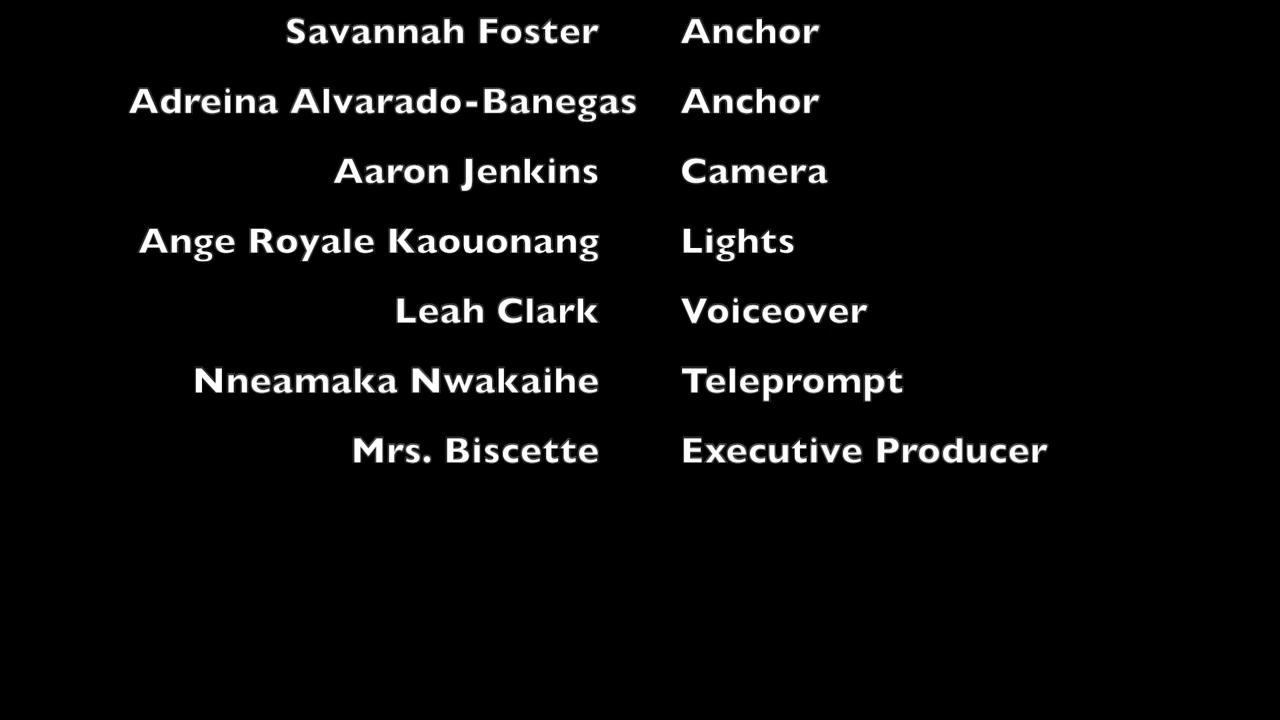 Savannah Foster Anchor
Adreina Alvarado-Banegas Anchor
Aaron Jenkins Camera
Ange Royale Kaouonang Lights
Leah Clark Voiceover
Nneamaka Nwakaihe Teleprompt
Mrs. Biscette Executive Producer